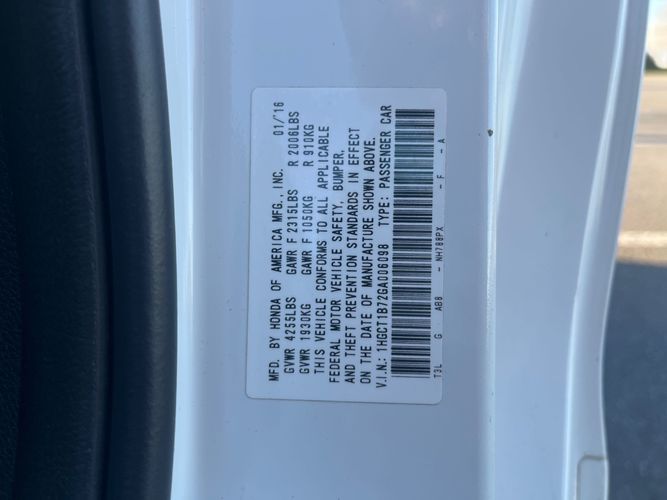 MFD. BY HONDA OF AMERICA MFG., INC. 01/'16
GVWR 4255LBS GAWR F 2315LBS R 2006LBS
GVWR 1930KG GAWR F 1050KG R 910KG
THIS VEHICLE CONFORMS TO ALL APPLICABLE
FEDERAL MOTOR VEHICLE SAFETY, BUMPER,
AND THEFT PREVENTION STANDARDS IN EFFECT
ON THE DATE OF MANUFACTURE SHOWN ABOVE.
V.I.N.: 1HGCT1B72GA006098 TYPE: PASSENGER CAR
T3L G AB8 - NH788PX - F - A